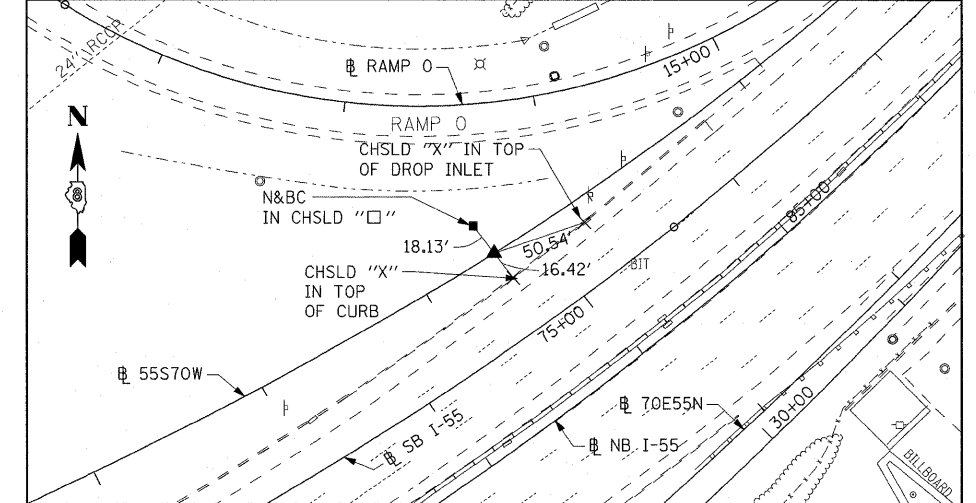 24" RCCP
N
8
℄ RAMP O
15+00
RAMP O
CHSLD "X" IN TOP
OF DROP INLET
N&BC
IN CHSLD "□"
18.13'
50.54'
16.42'
CHSLD "X"
IN TOP
OF CURB
BIT
85+00
75+00
℄ 55S70W
℄ SB I-55
℄ NB I-55
℄ 70E55N
30+00
BILLBOARD